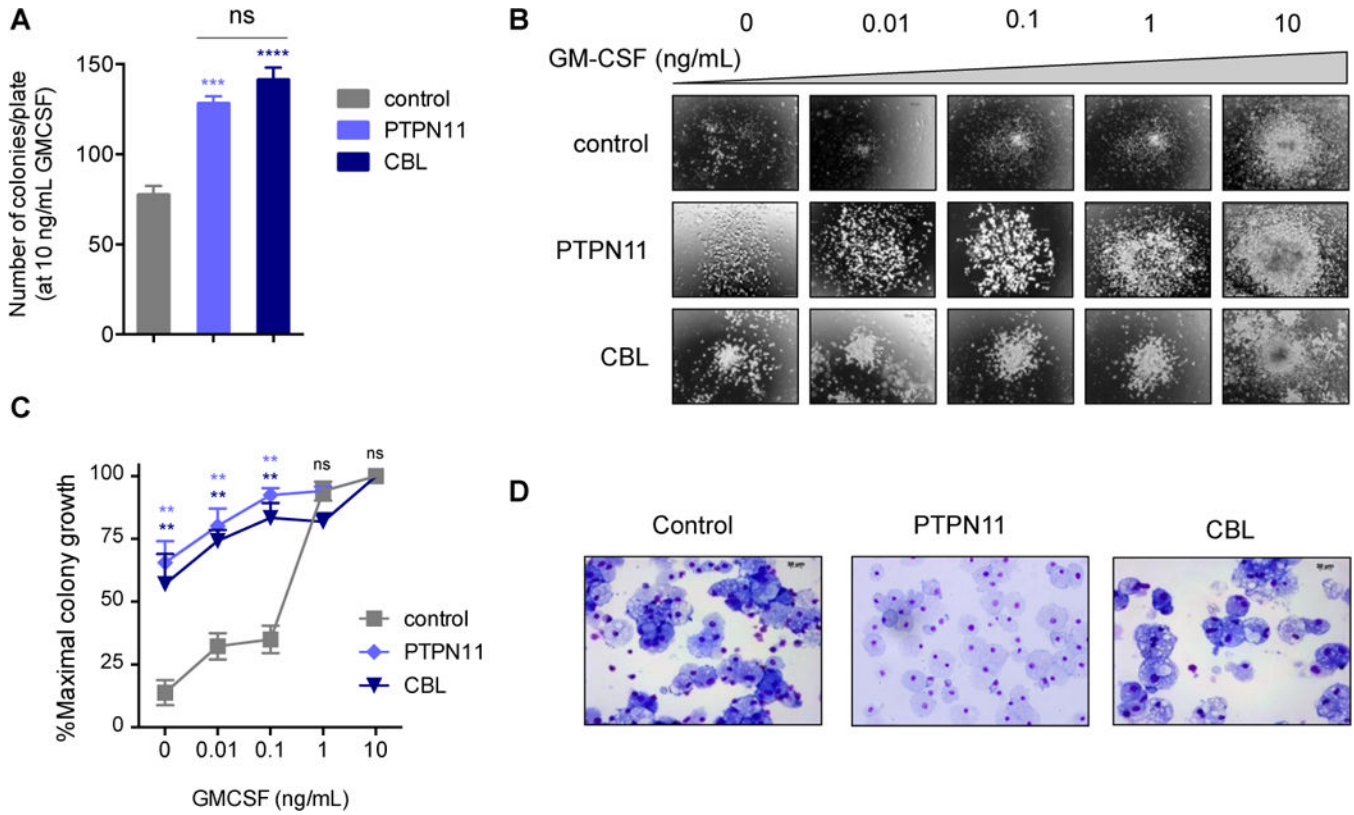 A
ns
****
***
150
100
50
0
Number of colonies/plate
(at 10 ng/mL GMCSF)
control
PTPN11
CBL
B
0 0.01 0.1 1 10
GM-CSF (ng/mL)
control
PTPN11
CBL
C
** ** ** ns ns
** ** **
100
75
50
25
0
%Maximal colony growth
control
PTPN11
CBL
0 0.01 0.1 1 10
GMCSF (ng/mL)
D
Control PTPN11 CBL